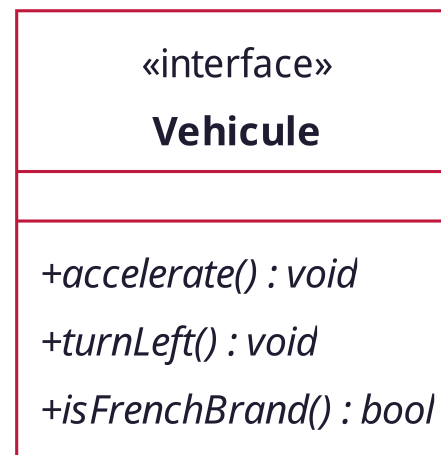 «interface»
Vehicule
+accelerate() : void
+turnLeft() : void
+isFrenchBrand() : bool